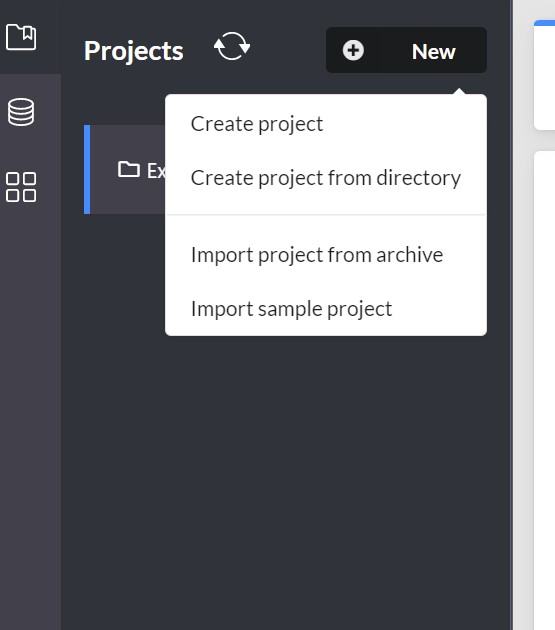 Projects
New
Create project
Ex
Create project from directory
Import project from archive
Import sample project